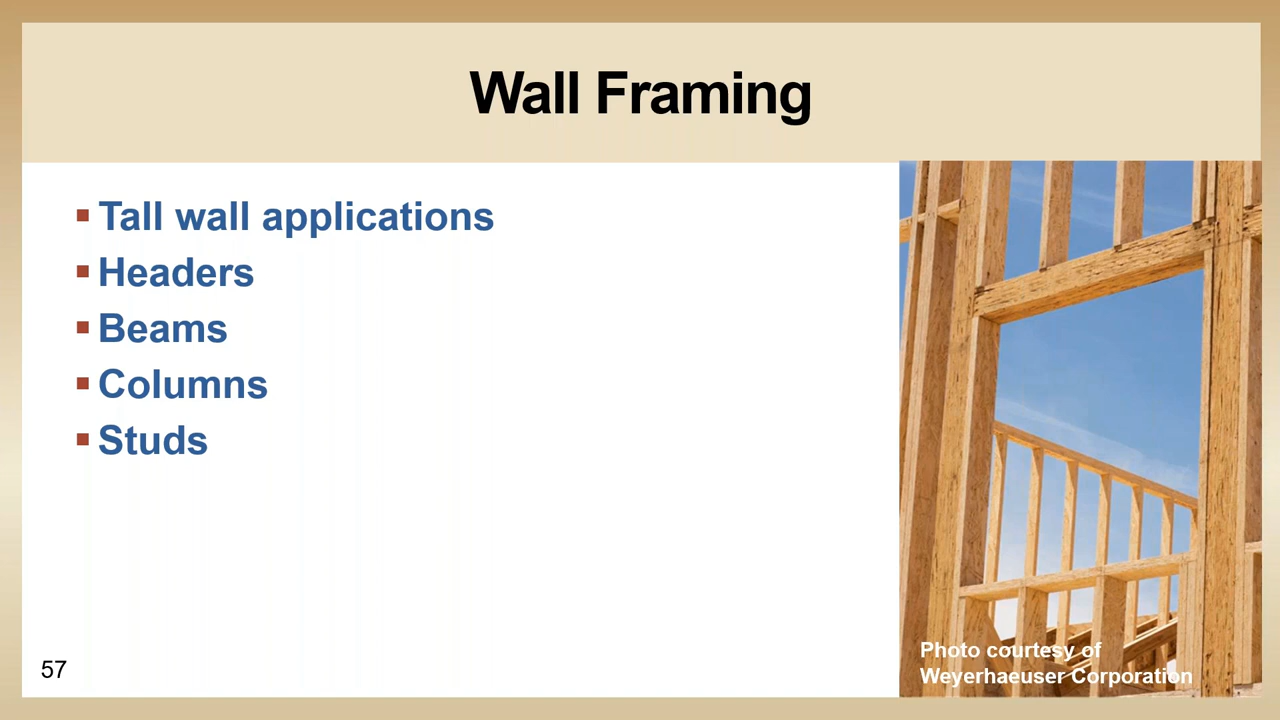 Wall Framing
Tall wall applications
Headers
Beams
Columns
Studs
57
Photo courtesy of
Weyerhaeuser Corporation